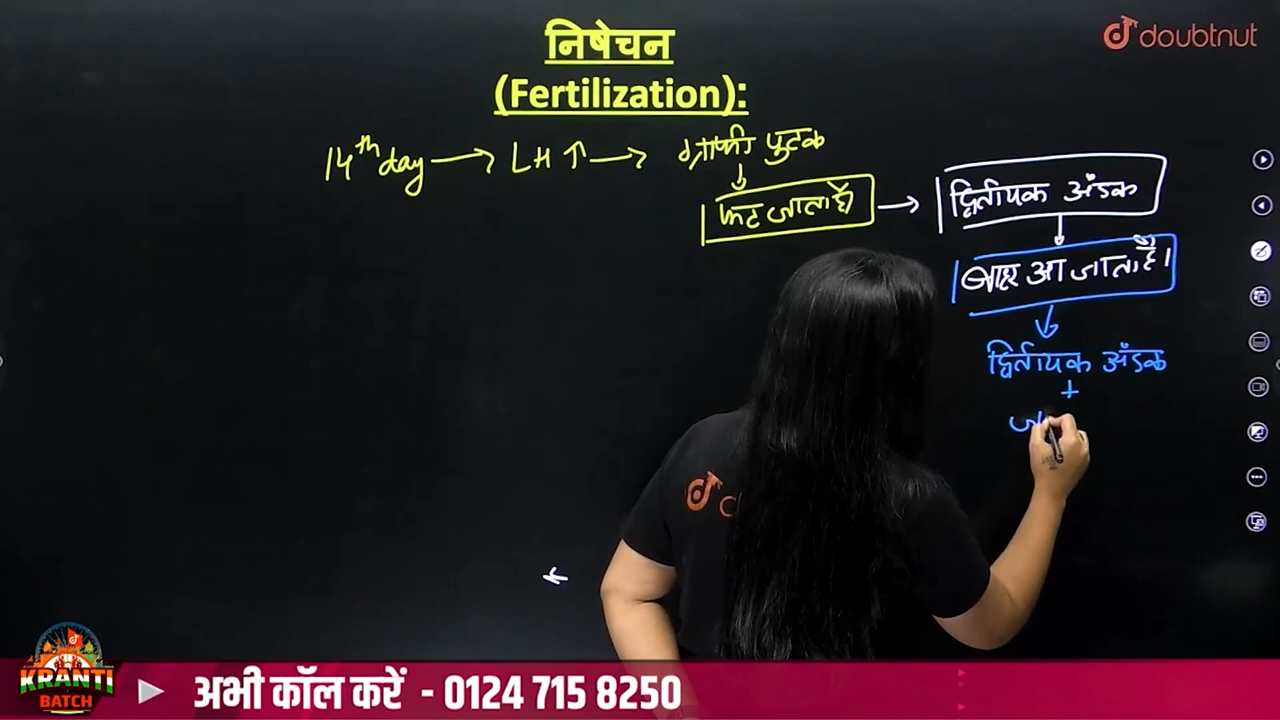 निषेचन
doubtnut
(Fertilization):
14th day → LH ↑ → ग्राफी पुटक
↓
फट जाता है → द्वितीयक अंडक
↓
बाहर आ जाता है।
↓
द्वितीयक अंडक
+
KRANTI
BATCH
अभी कॉल करें - 0124 715 8250